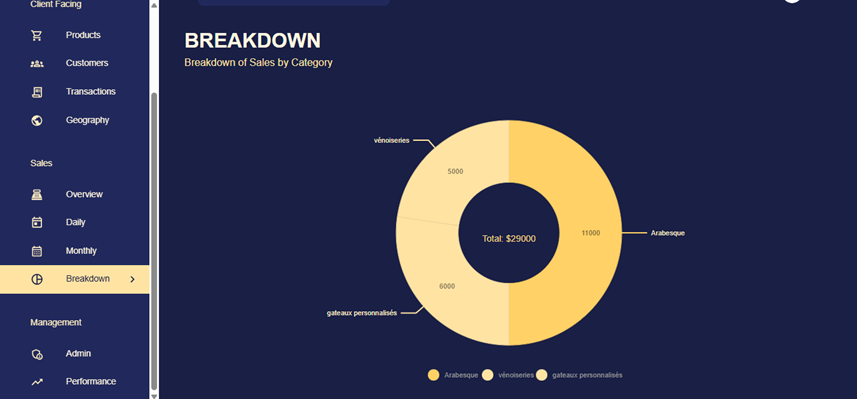 Client Facing
Products
Customers
Transactions
Geography
Sales
Overview
Daily
Monthly
Breakdown
Management
Admin
Performance
BREAKDOWN
Breakdown of Sales by Category
vénoiseries
5000
11000
Arabesque
Total: $29000
6000
gateaux personnalisés
Arabesque vénoiseries gateaux personnalisés